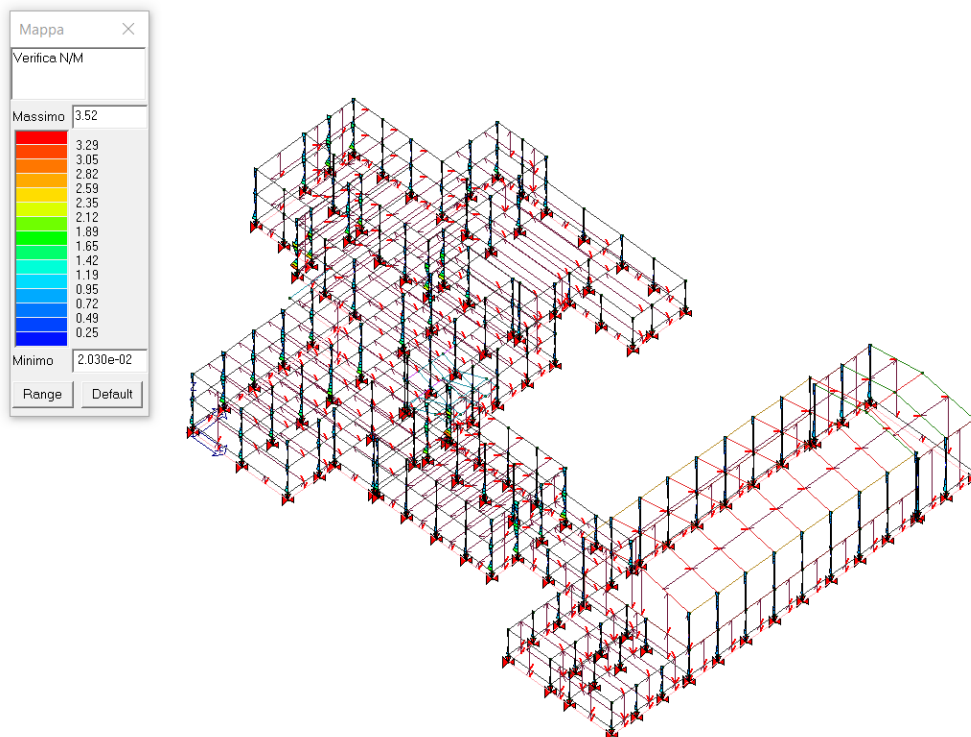 Mappa
Verifica N/M
Massimo 3.52
3.29
3.05
2.82
2.59
2.35
2.12
1.89
1.65
1.42
1.19
0.95
0.72
0.49
0.25
Minimo 2.030e-02
Range Default